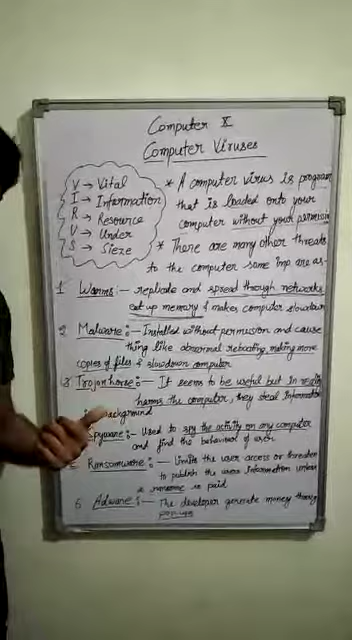 Computer X
Computer Viruses
V → Vital
I → Information
R → Resource
U → Under
S → Sieze
* A computer virus is program
that is loaded onto your
computer without your permission
* There are many other threats
to the computer some imp are as-
1 Worms:- replicate and spread through networks
eat up memory & makes computer slowdown
2 Malware:- Installed without permission and cause
thing like abnormal rebooting, making more
copies of files & slowdown computer
Trojan horse:- It seems to be useful but in
harms the computer, they steal information
background
Spyware:- Used to spy the activity on any computer
and find the behaviour of user
Ransomware:- Limits the user access or threaten
to publish the user information unless
a ransome is paid
6 Adware:- The developer generate money through
pop-ups